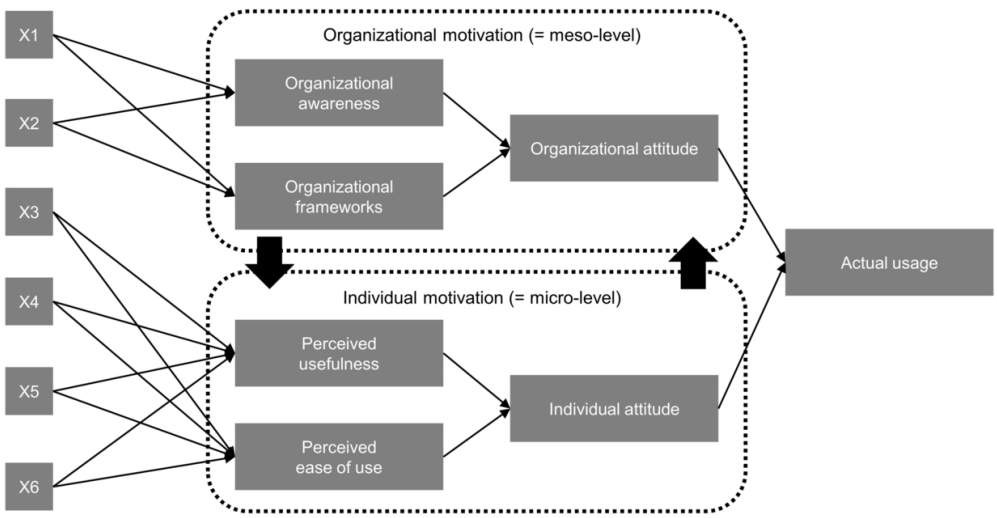 X1
X2
X3
X4
X5
X6
Organizational motivation (= meso-level)
Organizational
awareness
Organizational
frameworks
Organizational attitude
Individual motivation (= micro-level)
Perceived
usefulness
Perceived
ease of use
Individual attitude
Actual usage